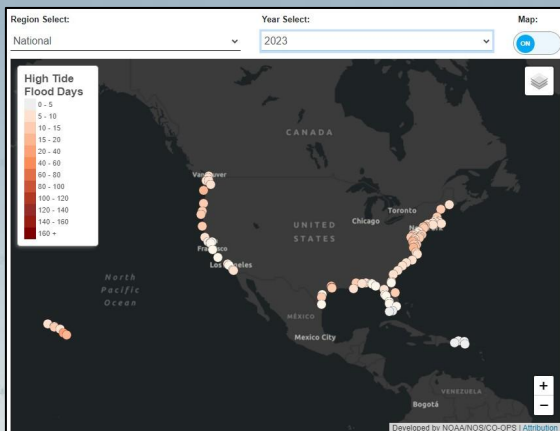 Region Select:
Year Select:
Map:
National
2023
ON
High Tide
Flood Days
0 - 5
5 - 10
10 - 15
15 - 20
20 - 40
40 - 60
60 - 80
80 - 100
100 - 120
120 - 140
140 - 160
160 +
CANADA
Vancouver
Toronto
Chicago
UNITED
STATES
Los Angeles
North
Pacific
Ocean
MÉXICO
Mexico City
VENEZUELA
Bogotá
+
−
Developed by NOAA/NOS/CO-OPS | Attribution